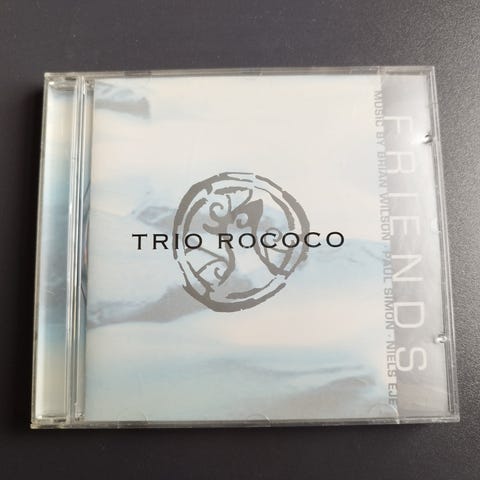 TRIO ROCOCO
FRIENDS
MUSIC BY BRIAN WILSON · PAUL SIMON · NIELS EJE